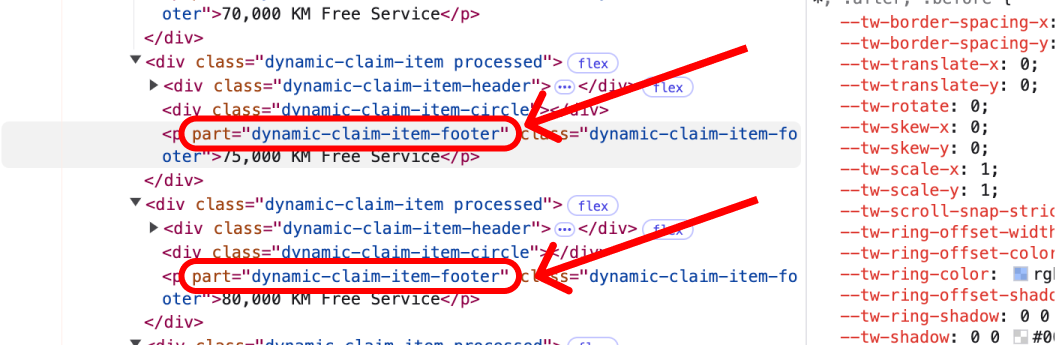 oter">70,000 KM Free Service</p>
</div>
<div class="dynamic-claim-item processed"> flex
<div class="dynamic-claim-item-header"> ••• </div> flex
<div class="dynamic-claim-item-circle"></div>
<p part="dynamic-claim-item-footer" class="dynamic-claim-item-fo
oter">75,000 KM Free Service</p>
</div>
<div class="dynamic-claim-item processed"> flex
<div class="dynamic-claim-item-header"> ••• </div> flex
<div class="dynamic-claim-item-circle"></div>
<p part="dynamic-claim-item-footer" class="dynamic-claim-item-fo
oter">80,000 KM Free Service</p>
</div>
<div class="dynamic-claim-item processed"> flex
*, :after, :before {
--tw-border-spacing-x:
--tw-border-spacing-y:
--tw-translate-x: 0;
--tw-translate-y: 0;
--tw-rotate: 0;
--tw-skew-x: 0;
--tw-skew-y: 0;
--tw-scale-x: 1;
--tw-scale-y: 1;
--tw-scroll-snap-stric
--tw-ring-offset-width
--tw-ring-offset-color
--tw-ring-color: rgb
--tw-ring-offset-shado
--tw-ring-shadow: 0 0
--tw-shadow: 0 0 #00